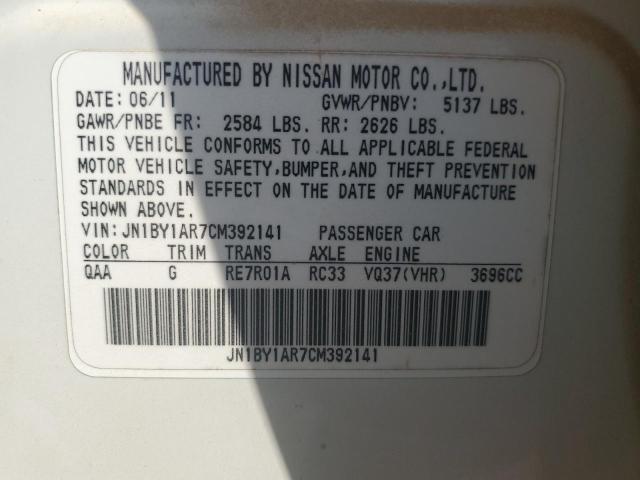 MANUFACTURED BY NISSAN MOTOR CO.,LTD.
DATE: 06/11 GVWR/PNBV: 5137 LBS.
GAWR/PNBE FR: 2584 LBS. RR: 2626 LBS.
THIS VEHICLE CONFORMS TO ALL APPLICABLE FEDERAL
MOTOR VEHICLE SAFETY,BUMPER,AND THEFT PREVENTION
STANDARDS IN EFFECT ON THE DATE OF MANUFACTURE
SHOWN ABOVE.
VIN:JN1BY1AR7CM392141 PASSENGER CAR
COLOR TRIM TRANS AXLE ENGINE
QAA G RE7R01A RC33 VQ37(VHR) 3696CC
JN1BY1AR7CM392141